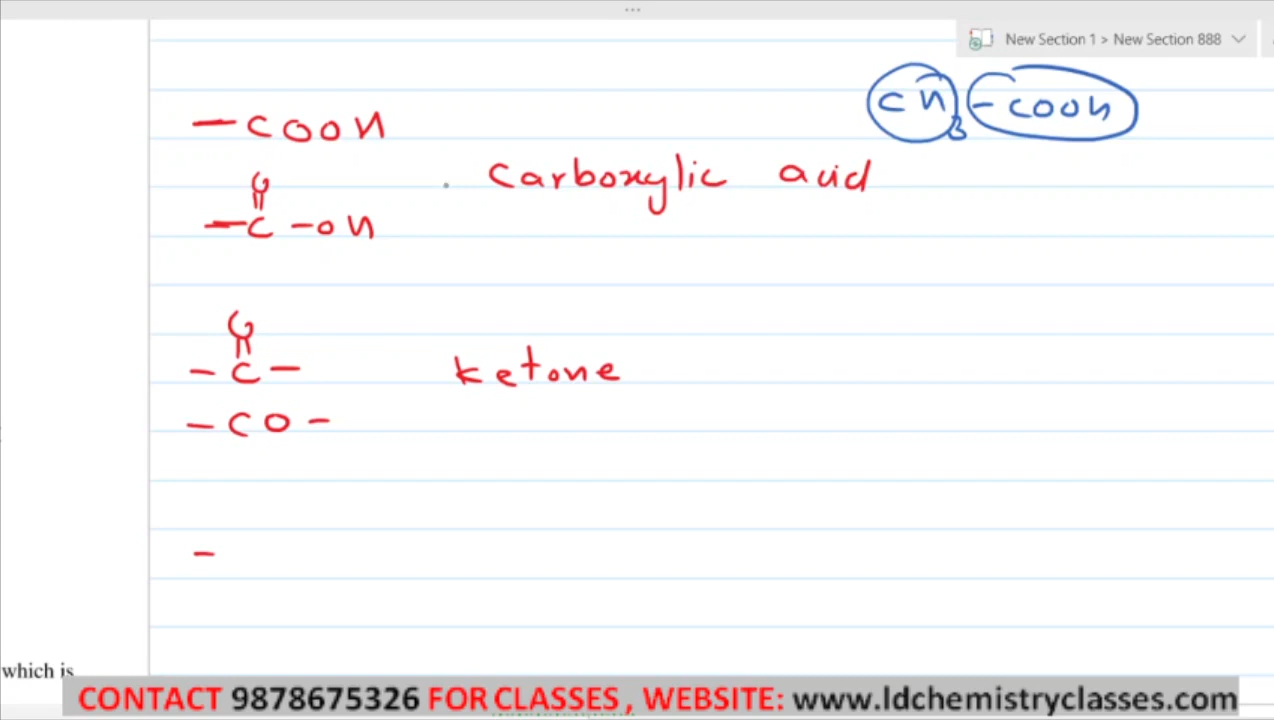 New Section 1 > New Section 888
CH3 -COOH
-COOH
O
-C-OH
carboxylic acid
O
-C-
ketone
-CO-
-
which is
CONTACT 9878675326 FOR CLASSES, WEBSITE: www.ldchemistryclasses.com